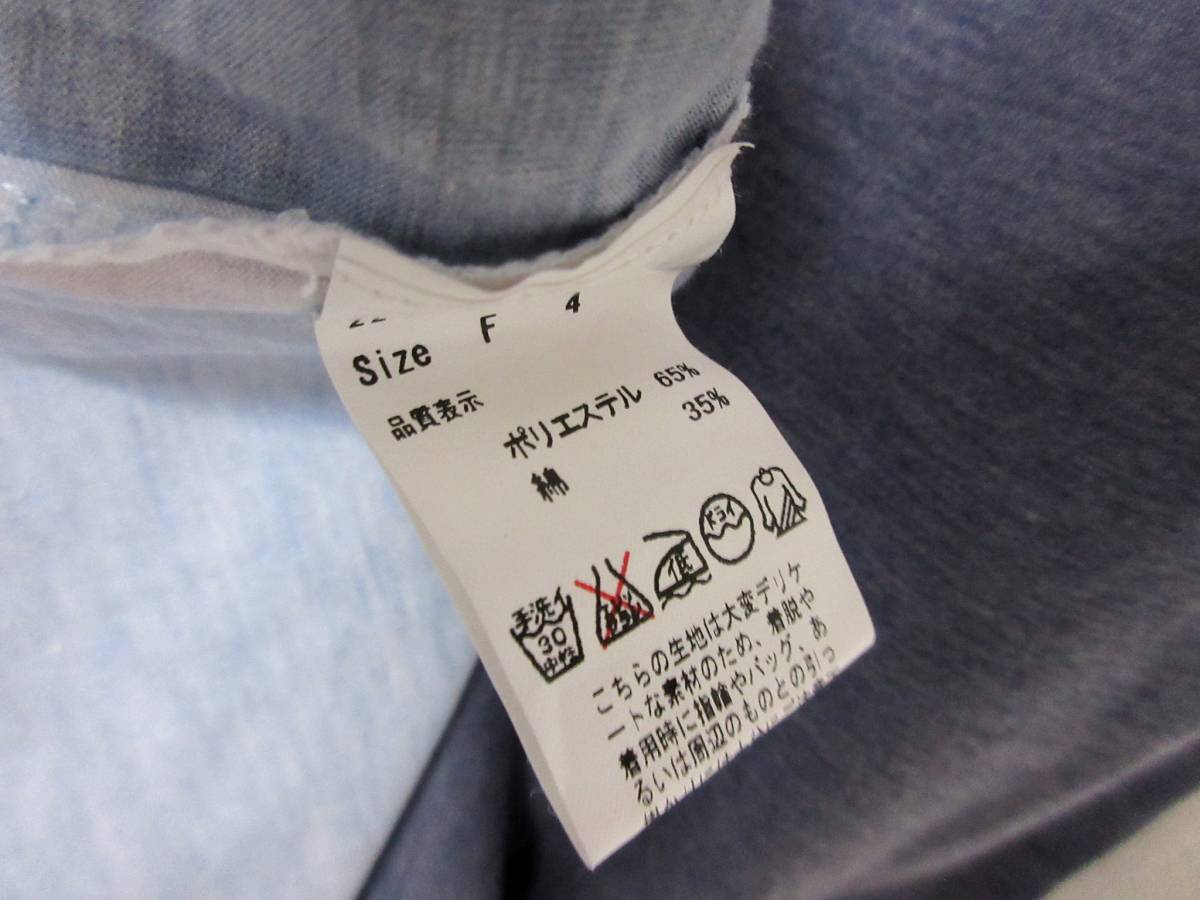 4
Size F
品質表示
ポリエステル 65%
綿 35%
手洗イ
30
中性
低
ドライ
こちらの生地は大変デリケ
ートな素材のため、着脱や
着用時に指輪やバッグ、あ
るいは周辺のものとの引っ